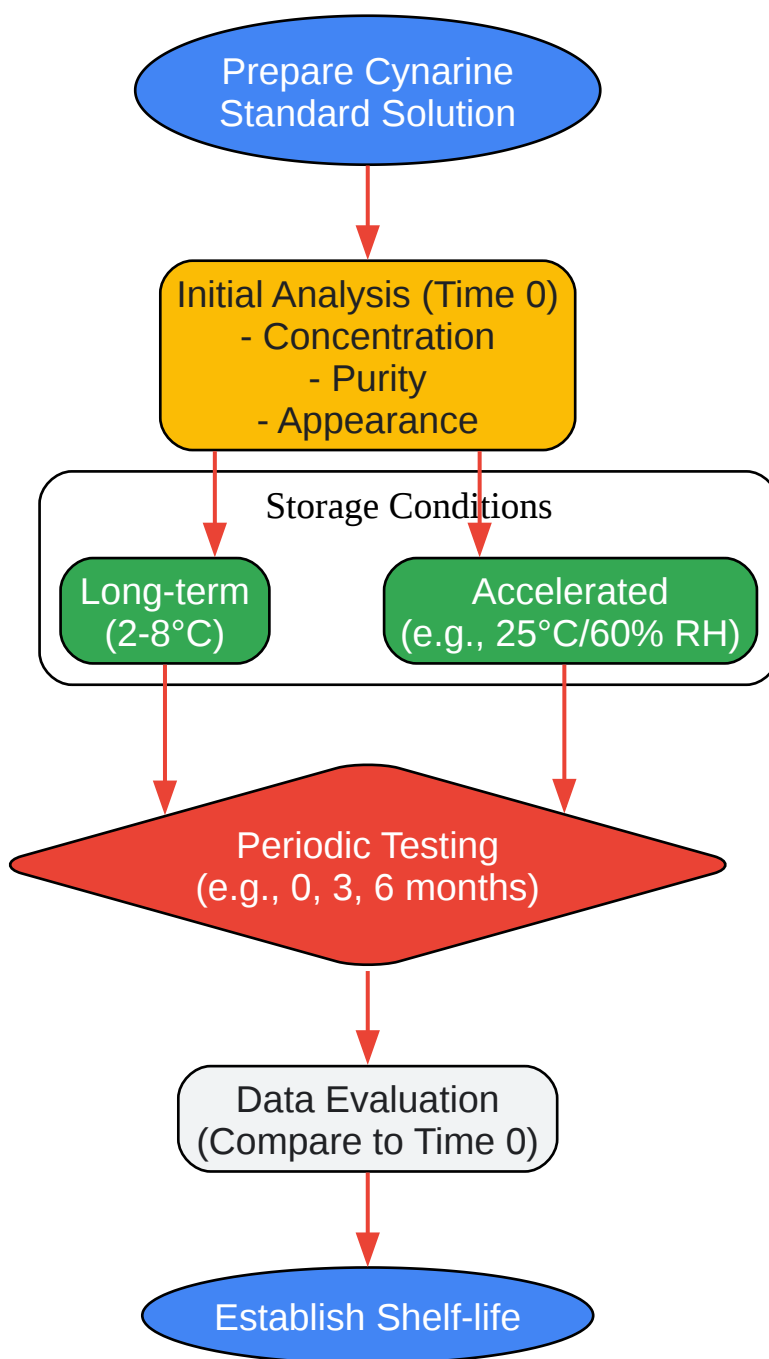 Prepare Cynarine
Standard Solution
Initial Analysis (Time 0)
- Concentration
- Purity
- Appearance
Storage Conditions
Long-term
(2-8°C)
Accelerated
(e.g., 25°C/60% RH)
Periodic Testing
(e.g., 0, 3, 6 months)
Data Evaluation
(Compare to Time 0)
Establish Shelf-life